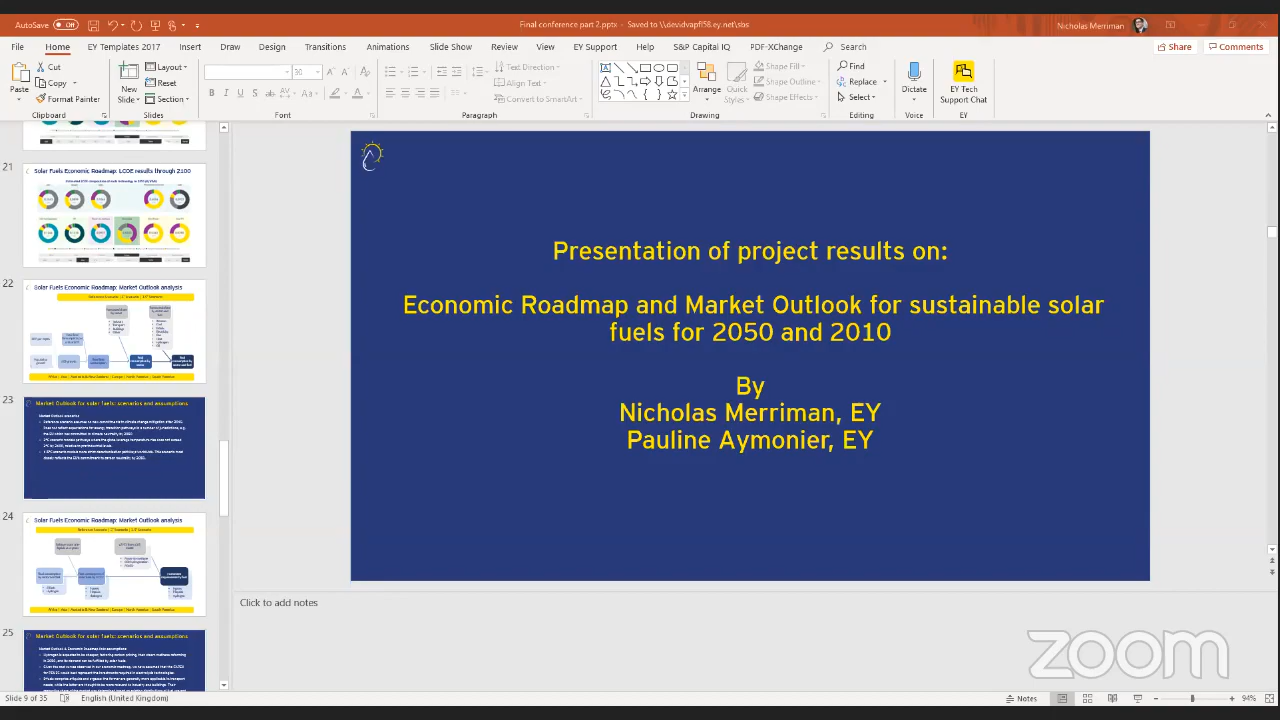 AutoSave Off
Final conference part 2.pptx - Saved to \\devidvapfl58.ey.net\sbs
Nicholas Merriman
File Home EY Templates 2017 Insert Draw Design Transitions Animations Slide Show Review View EY Support Help S&P Capital IQ PDF-XChange Search
Share Comments
Paste
Cut
Copy
Format Painter
Clipboard
New
Slide
Layout
Reset
Section
Slides
30
Font
Text Direction
Align Text
Convert to SmartArt
Paragraph
Arrange
Quick
Styles
Shape Fill
Shape Outline
Shape Effects
Drawing
Find
Replace
Select
Editing
Dictate
Voice
EY Tech
Support Chat
EY
21
Solar Fuels Economic Roadmap: LCOE results through 2100
22
Solar Fuels Economic Roadmap: Market Outlook analysis
23
Market Outlook for solar fuels: scenarios and assumptions
Market Outlook scenarios
24
Solar Fuels Economic Roadmap: Market Outlook analysis
25
Market Outlook for solar fuels: scenarios and assumptions
Presentation of project results on:
Economic Roadmap and Market Outlook for sustainable solar
fuels for 2050 and 2010
By
Nicholas Merriman, EY
Pauline Aymonier, EY
Click to add notes
zoom
Slide 9 of 35 English (United Kingdom)
Notes
94%